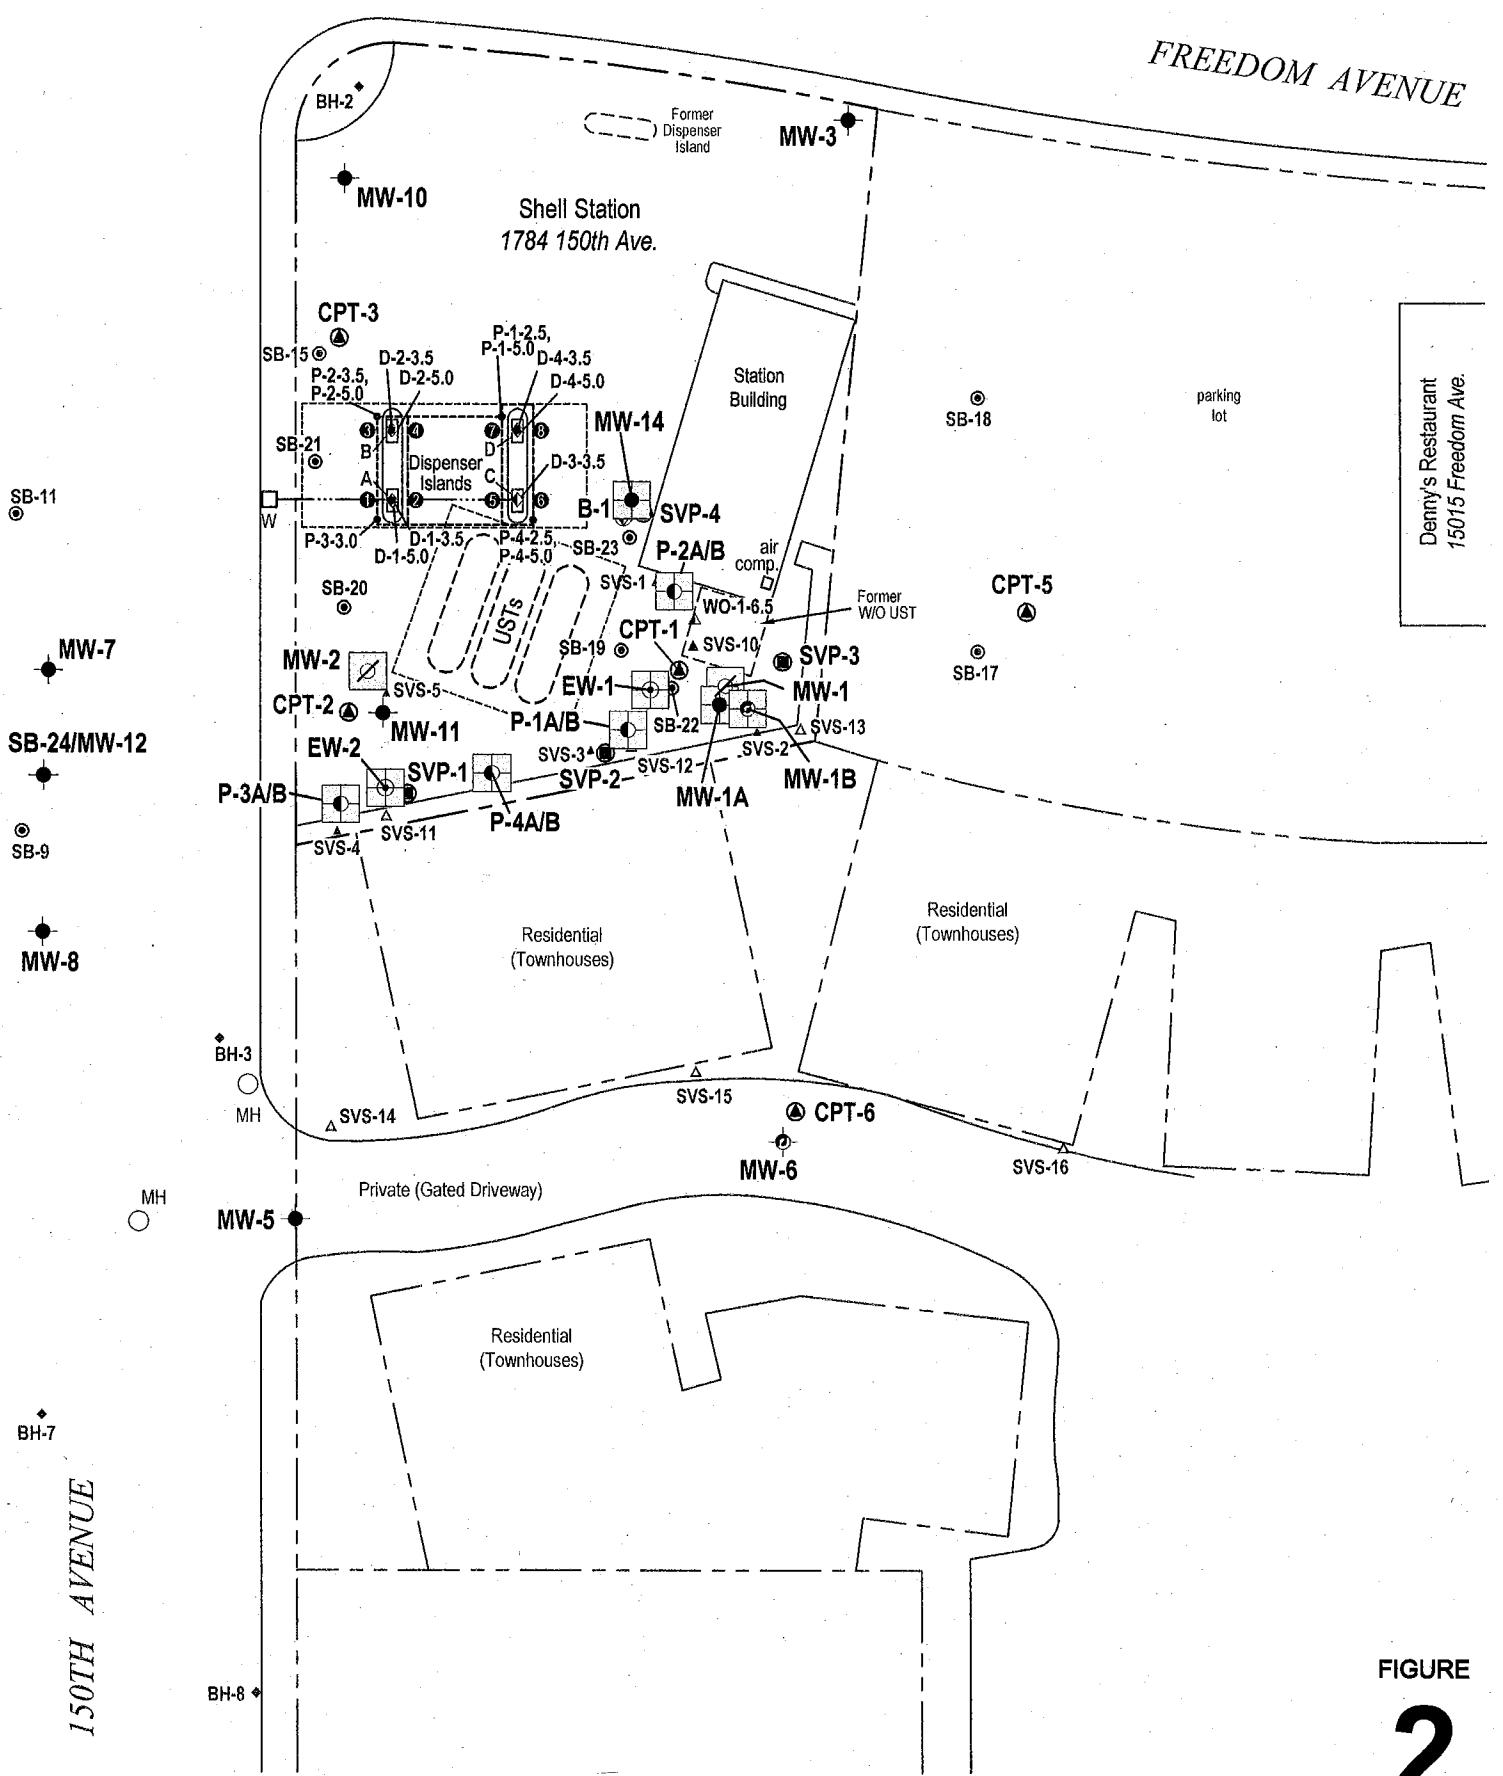 FREEDOM AVENUE
BH-2
Former
Dispenser
Island
MW-3
MW-10
Shell Station
1784 150th Ave.
CPT-3
SB-15
P-1-2.5,
P-1-5.0
D-2-3.5
D-4-3.5
P-2-3.5,
P-2-5.0
D-2-5.0
D-4-5.0
Station
Building
parking
lot
Denny's Restaurant
15015 Freedom Ave.
SB-18
MW-14
3
4
7
8
SB-21
B
D
Dispenser
Islands
A
C
D-3-3.5
1
2
5
6
SB-11
W
B-1
SVP-4
P-3-3.0
D-1-3.5
D-1-5.0
P-4-2.5,
P-4-5.0
SB-23
P-2A/B
air
comp.
SVS-1
SB-20
USTs
WO-1-6.5
Former
W/O UST
CPT-5
CPT-1
SB-19
SVS-10
MW-7
MW-2
SVP-3
SB-17
EW-1
MW-1
SVS-5
CPT-2
MW-11
P-1A/B
SB-22
SVS-13
SB-24/MW-12
EW-2
SVS-3
SVS-2
SVS-12
SVP-1
SVP-2
MW-1B
P-3A/B
MW-1A
P-4A/B
SVS-11
SVS-4
SB-9
Residential
(Townhouses)
Residential
(Townhouses)
MW-8
BH-3
MH
SVS-14
SVS-15
CPT-6
MW-6
SVS-16
Private (Gated Driveway)
MH
MW-5
Residential
(Townhouses)
BH-7
150TH AVENUE
BH-8
FIGURE
2